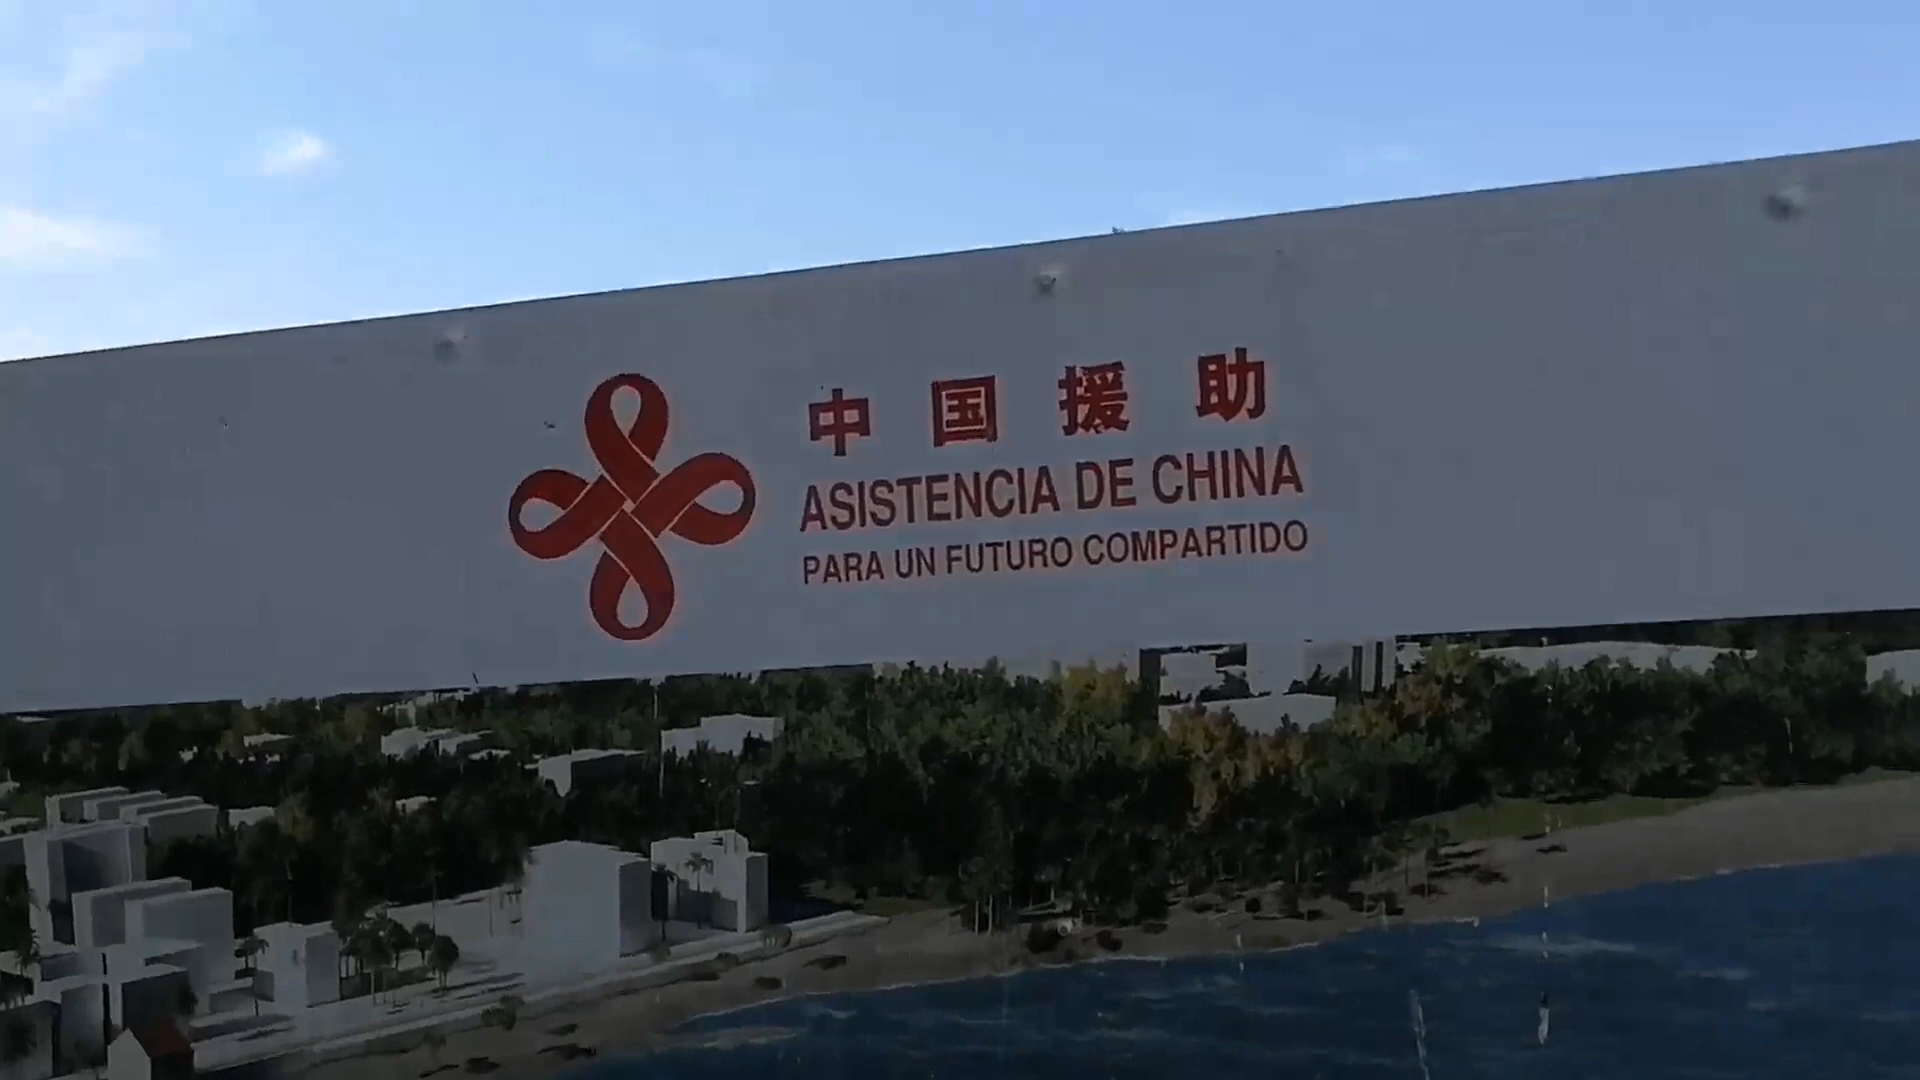 中国援助
ASISTENCIA DE CHINA
PARA UN FUTURO COMPARTIDO